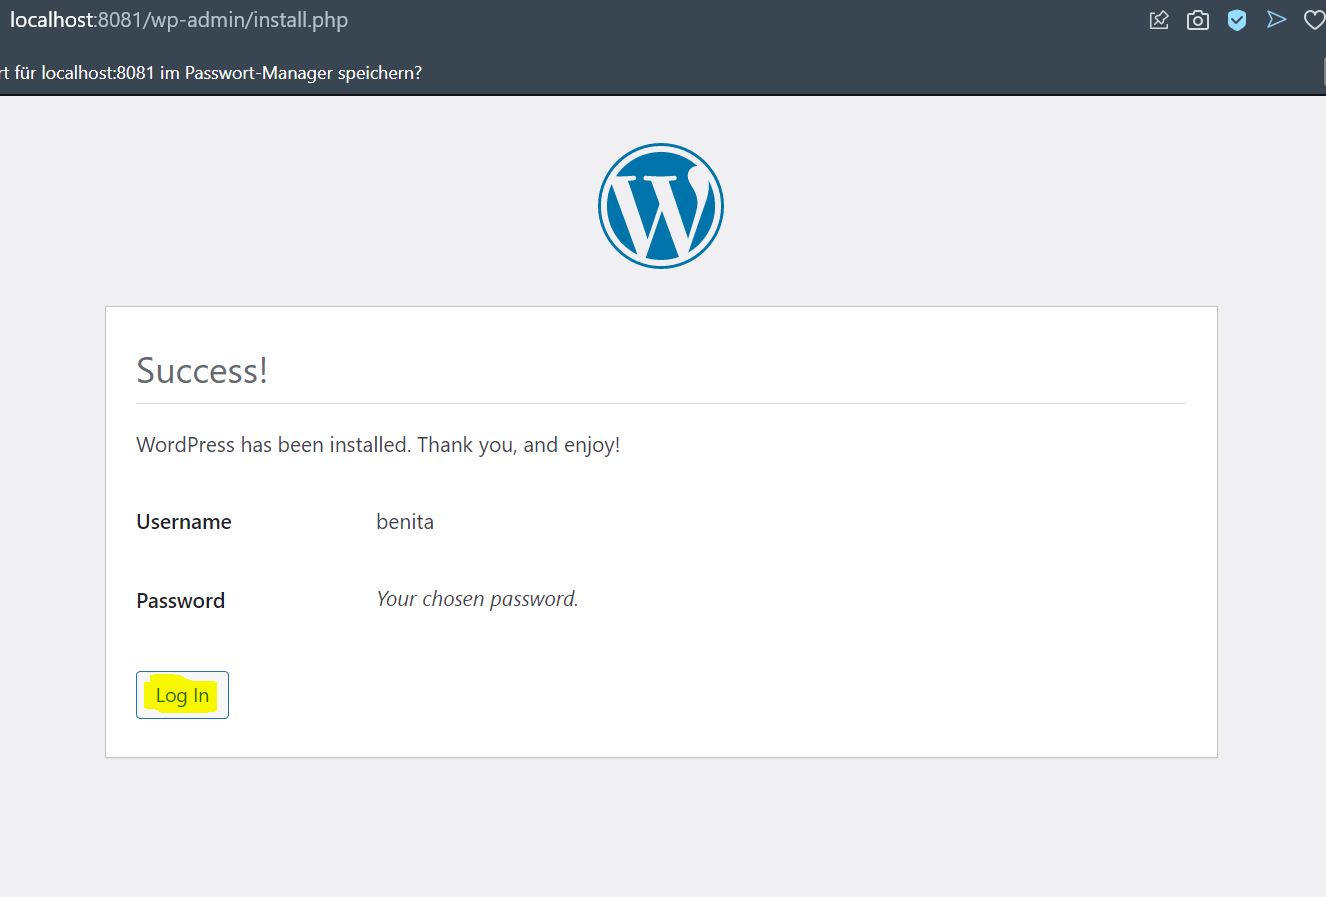 localhost:8081/wp-admin/install.php
rt für localhost:8081 im Passwort-Manager speichern?
Success!
WordPress has been installed. Thank you, and enjoy!
Username benita
Password Your chosen password.
Log In